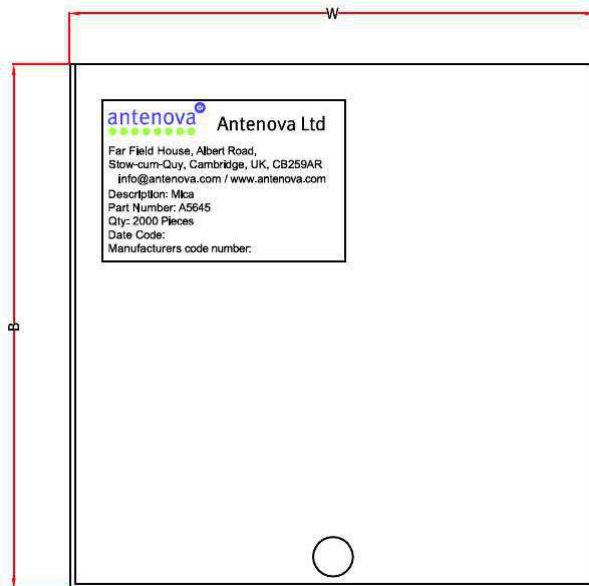 W
antenova
Antenova Ltd
Far Field House, Albert Road,
Stow-cum-Quy, Cambridge, UK, CB259AR
info@antenova.com / www.antenova.com
Description: Mica
Part Number: A5645
Qty: 2000 Pieces
Date Code:
Manufacturers code number:
B